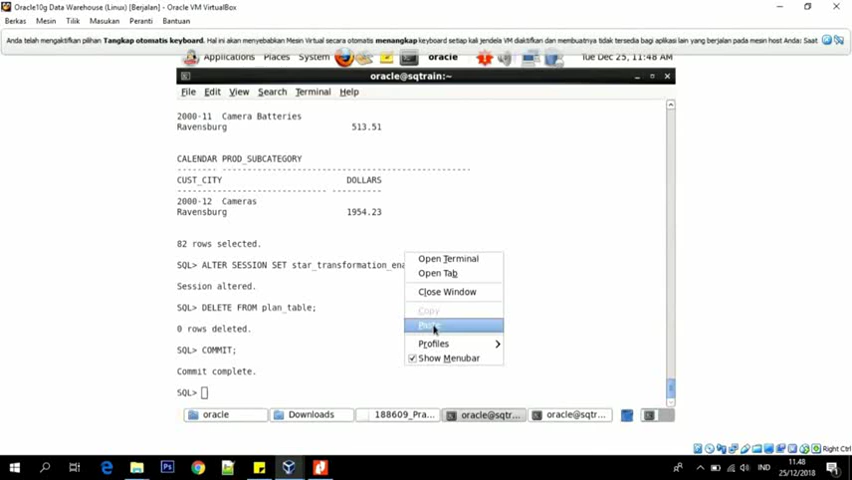 Oracle10g Data Warehouse (Linux) [Berjalan] - Oracle VM VirtualBox
Berkas Mesin Tilik Masukan Peranti Bantuan
Anda telah mengaktifkan pilihan Tangkap otomatis keyboard. Hal ini akan menyebabkan Mesin Virtual secara otomatis menangkap keyboard setiap kali jendela VM diaktifkan dan membuatnya tidak tersedia bagi aplikasi lain yang berjalan pada mesin host Anda: Saat
Applications Places System oracle Tue Dec 25, 11:48 AM
oracle@sqtrain:~
File Edit View Search Terminal Help
2000-11 Camera Batteries
Ravensburg 513.51
CALENDAR PROD_SUBCATEGORY
CUST_CITY DOLLARS
2000-12 Cameras
Ravensburg 1954.23
82 rows selected.
SQL> ALTER SESSION SET star_transformation_ena
Session altered.
SQL> DELETE FROM plan_table;
0 rows deleted.
SQL> COMMIT;
Commit complete.
SQL>
Open Terminal
Open Tab
Close Window
Copy
Paste
Profiles
Show Menubar
oracle Downloads 188609_Pra... oracle@sqtr... oracle@sqtr...
Right Ctrl
IND
11.48
25/12/2018